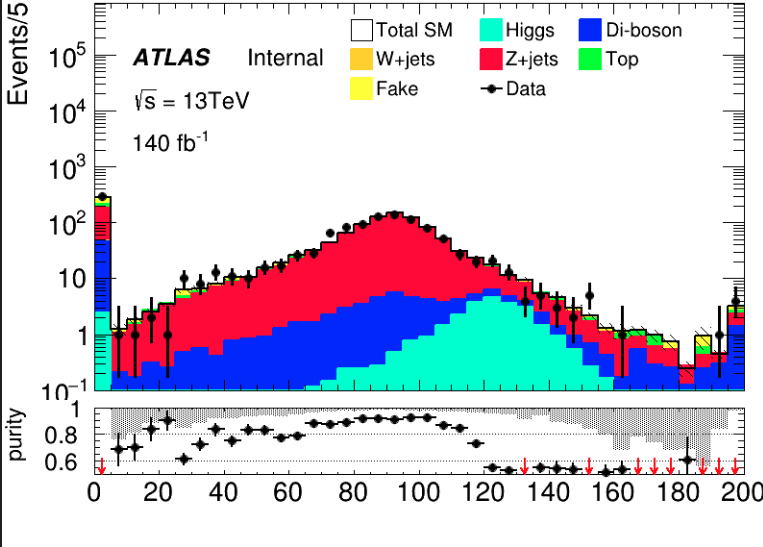 Events/5
10⁵
10⁴
10³
10²
10
1
10⁻¹
ATLAS Internal
√s = 13TeV
140 fb⁻¹
Total SM Higgs Di-boson
W+jets Z+jets Top
Fake Data
purity
1
0.8
0.6
0 20 40 60 80 100 120 140 160 180 200